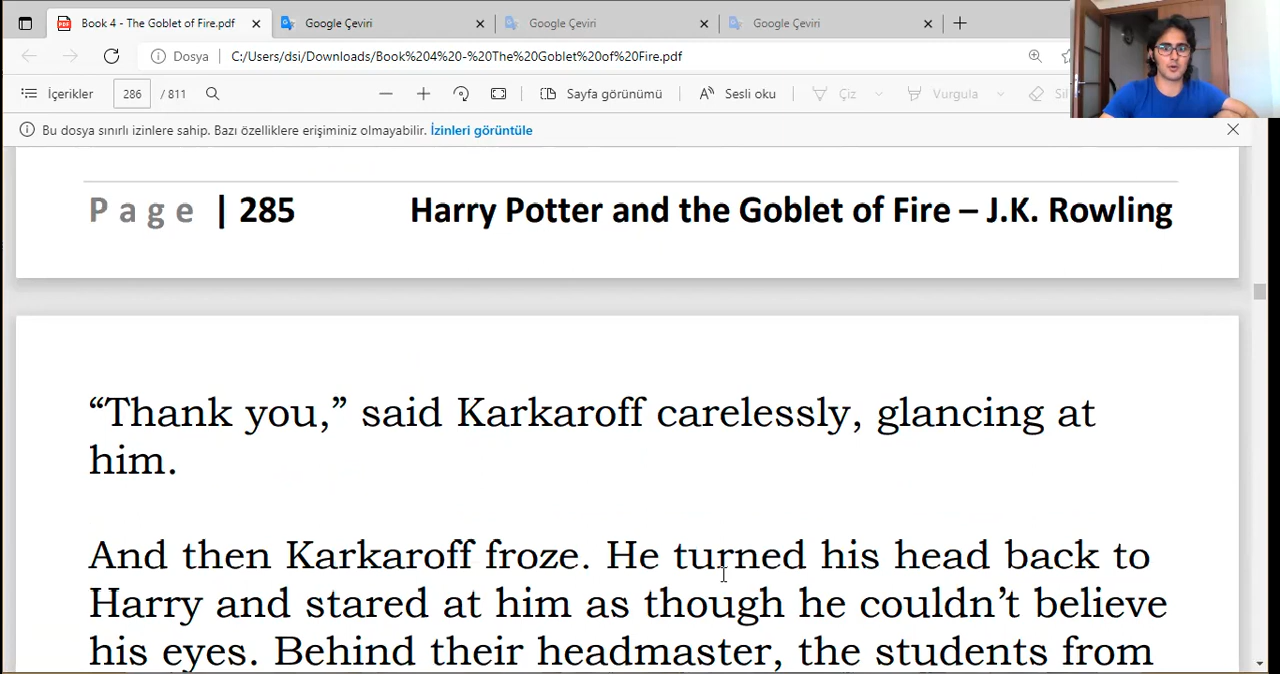 Book 4 - The Goblet of Fire.pdf
Google Çeviri
Google Çeviri
Google Çeviri
Dosya
C:/Users/dsi/Downloads/Book%204%20-%20The%20Goblet%20of%20Fire.pdf
İçerikler
286 / 811
Sayfa görünümü
Sesli oku
Çiz
Vurgula
Bu dosya sınırlı izinlere sahip. Bazı özelliklere erişiminiz olmayabilir. İzinleri görüntüle
Page | 285
Harry Potter and the Goblet of Fire – J.K. Rowling
“Thank you,” said Karkaroff carelessly, glancing at
him.
And then Karkaroff froze. He turned his head back to
Harry and stared at him as though he couldn’t believe
his eyes. Behind their headmaster, the students from